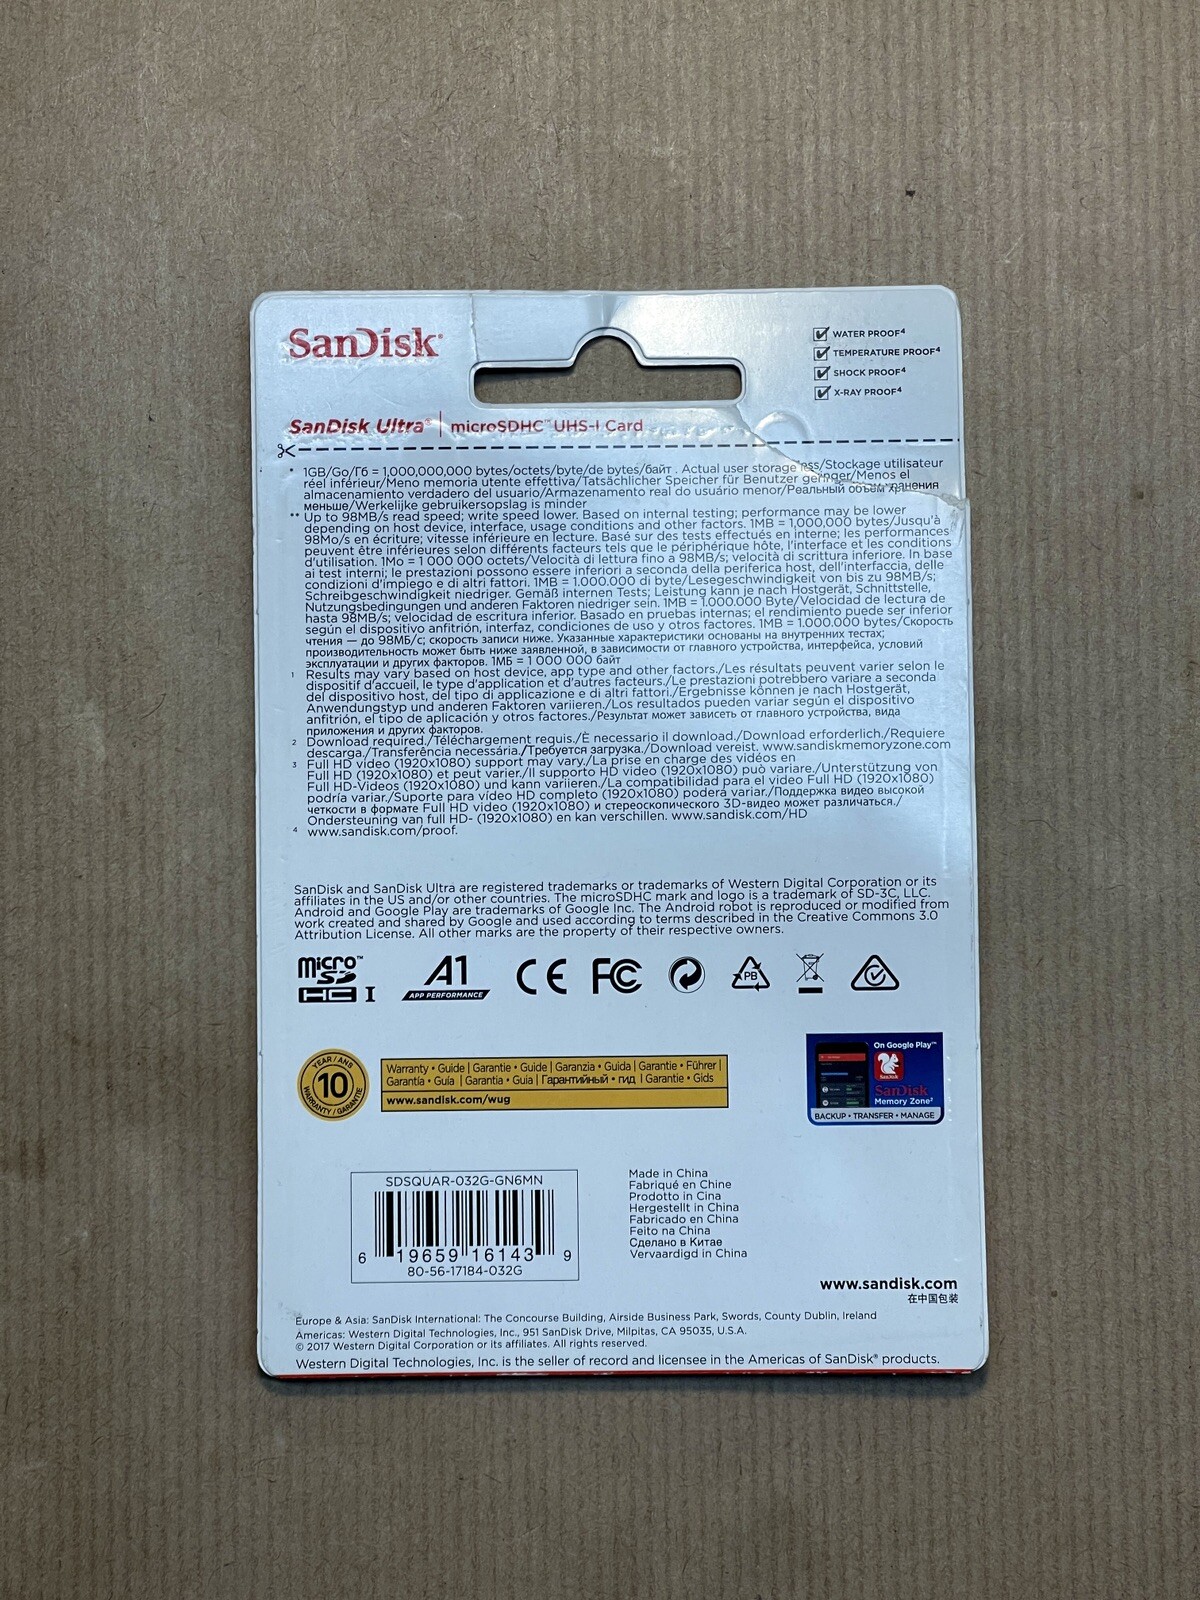 SanDisk®
WATER PROOF⁴
TEMPERATURE PROOF⁴
SHOCK PROOF⁴
X-RAY PROOF⁴
SanDisk Ultra® | microSDHC™ UHS-I Card
* 1GB/Go/Гб = 1,000,000,000 bytes/octets/byte/de bytes/байт . Actual user storage less/Stockage utilisateur
réel inférieur/Meno memoria utente effettiva/Tatsächlicher Speicher für Benutzer geringer/Menos el
almacenamiento verdadero del usuario/Armazenamento real do usuário menor/Реальный объем хранения
меньше/Werkelijke gebruikersopslag is minder
** Up to 98MB/s read speed; write speed lower. Based on internal testing; performance may be lower
depending on host device, interface, usage conditions and other factors. 1MB = 1,000,000 bytes/Jusqu'à
98Mo/s en écriture; vitesse inférieure en lecture. Basé sur des tests effectués en interne; les performances
peuvent être inférieures selon différents facteurs tels que le périphérique hôte, l'interface et les conditions
d'utilisation. 1Mo = 1 000 000 octets/Velocità di lettura fino a 98MB/s; velocità di scrittura inferiore. In base
ai test interni; le prestazioni possono essere inferiori a seconda della periferica host, dell'interfaccia, delle
condizioni d'impiego e di altri fattori. 1MB = 1.000.000 di byte/Lesegeschwindigkeit von bis zu 98MB/s;
Schreibgeschwindigkeit niedriger. Gemäß internen Tests; Leistung kann je nach Hostgerät, Schnittstelle,
Nutzungsbedingungen und anderen Faktoren niedriger sein. 1MB = 1.000.000 Byte/Velocidad de lectura de
hasta 98MB/s; velocidad de escritura inferior. Basado en pruebas internas; el rendimiento puede ser inferior
según el dispositivo anfitrión, interfaz, condiciones de uso y otros factores. 1MB = 1.000.000 bytes/Скорость
чтения — до 98МБ/с; скорость записи ниже. Указанные характеристики основаны на внутренних тестах;
производительность может быть ниже заявленной, в зависимости от главного устройства, интерфейса, условий
эксплуатации и других факторов. 1МБ = 1 000 000 байт
1 Results may vary based on host device, app type and other factors./Les résultats peuvent varier selon le
dispositif d'accueil, le type d'application et d'autres facteurs./Le prestazioni potrebbero variare a seconda
del dispositivo host, del tipo di applicazione e di altri fattori./Ergebnisse können je nach Hostgerät,
Anwendungstyp und anderen Faktoren variieren./Los resultados pueden variar según el dispositivo
anfitrión, el tipo de aplicación y otros factores./Результат может зависеть от главного устройства, вида
приложения и других факторов.
2 Download required./Téléchargement requis./È necessario il download./Download erforderlich./Requiere
descarga./Transferência necessária./Требуется загрузка./Download vereist. www.sandiskmemoryzone.com
3 Full HD video (1920x1080) support may vary./La prise en charge des vidéos en
Full HD (1920x1080) et peut varier./Il supporto HD video (1920x1080) può variare./Unterstützung von
Full HD-Videos (1920x1080) und kann variieren./La compatibilidad para el video Full HD (1920x1080)
podría variar./Suporte para vídeo HD completo (1920x1080) poderá variar./Поддержка видео высокой
четкости в формате Full HD video (1920x1080) и стереоскопического 3D-видео может различаться./
Ondersteuning van full HD- (1920x1080) en kan verschillen. www.sandisk.com/HD
4 www.sandisk.com/proof.
SanDisk and SanDisk Ultra are registered trademarks or trademarks of Western Digital Corporation or its
affiliates in the US and/or other countries. The microSDHC mark and logo is a trademark of SD-3C, LLC.
Android and Google Play are trademarks of Google Inc. The Android robot is reproduced or modified from
work created and shared by Google and used according to terms described in the Creative Commons 3.0
Attribution License. All other marks are the property of their respective owners.
micro™ SD HC I
A1 APP PERFORMANCE
CE FC
PB
YEAR / ANS
10
WARRANTY / GARANTIE
Warranty • Guide | Garantie • Guide | Garanzia • Guida | Garantie • Führer |
Garantía • Guía | Garantia • Guia | Гарантийный • гид | Garantie • Gids
www.sandisk.com/wug
On Google Play™
SanDisk
SanDisk
Memory Zone²
BACKUP • TRANSFER • MANAGE
SDSQUAR-032G-GN6MN
6 19659 16143 9
80-56-17184-032G
Made in China
Fabriqué en Chine
Prodotto in Cina
Hergestellt in China
Fabricado en China
Feito na China
Сделано в Китае
Vervaardigd in China
www.sandisk.com
在中国包装
Europe & Asia: SanDisk International: The Concourse Building, Airside Business Park, Swords, County Dublin, Ireland
Americas: Western Digital Technologies, Inc., 951 SanDisk Drive, Milpitas, CA 95035, U.S.A.
© 2017 Western Digital Corporation or its affiliates. All rights reserved.
Western Digital Technologies, Inc. is the seller of record and licensee in the Americas of SanDisk® products.